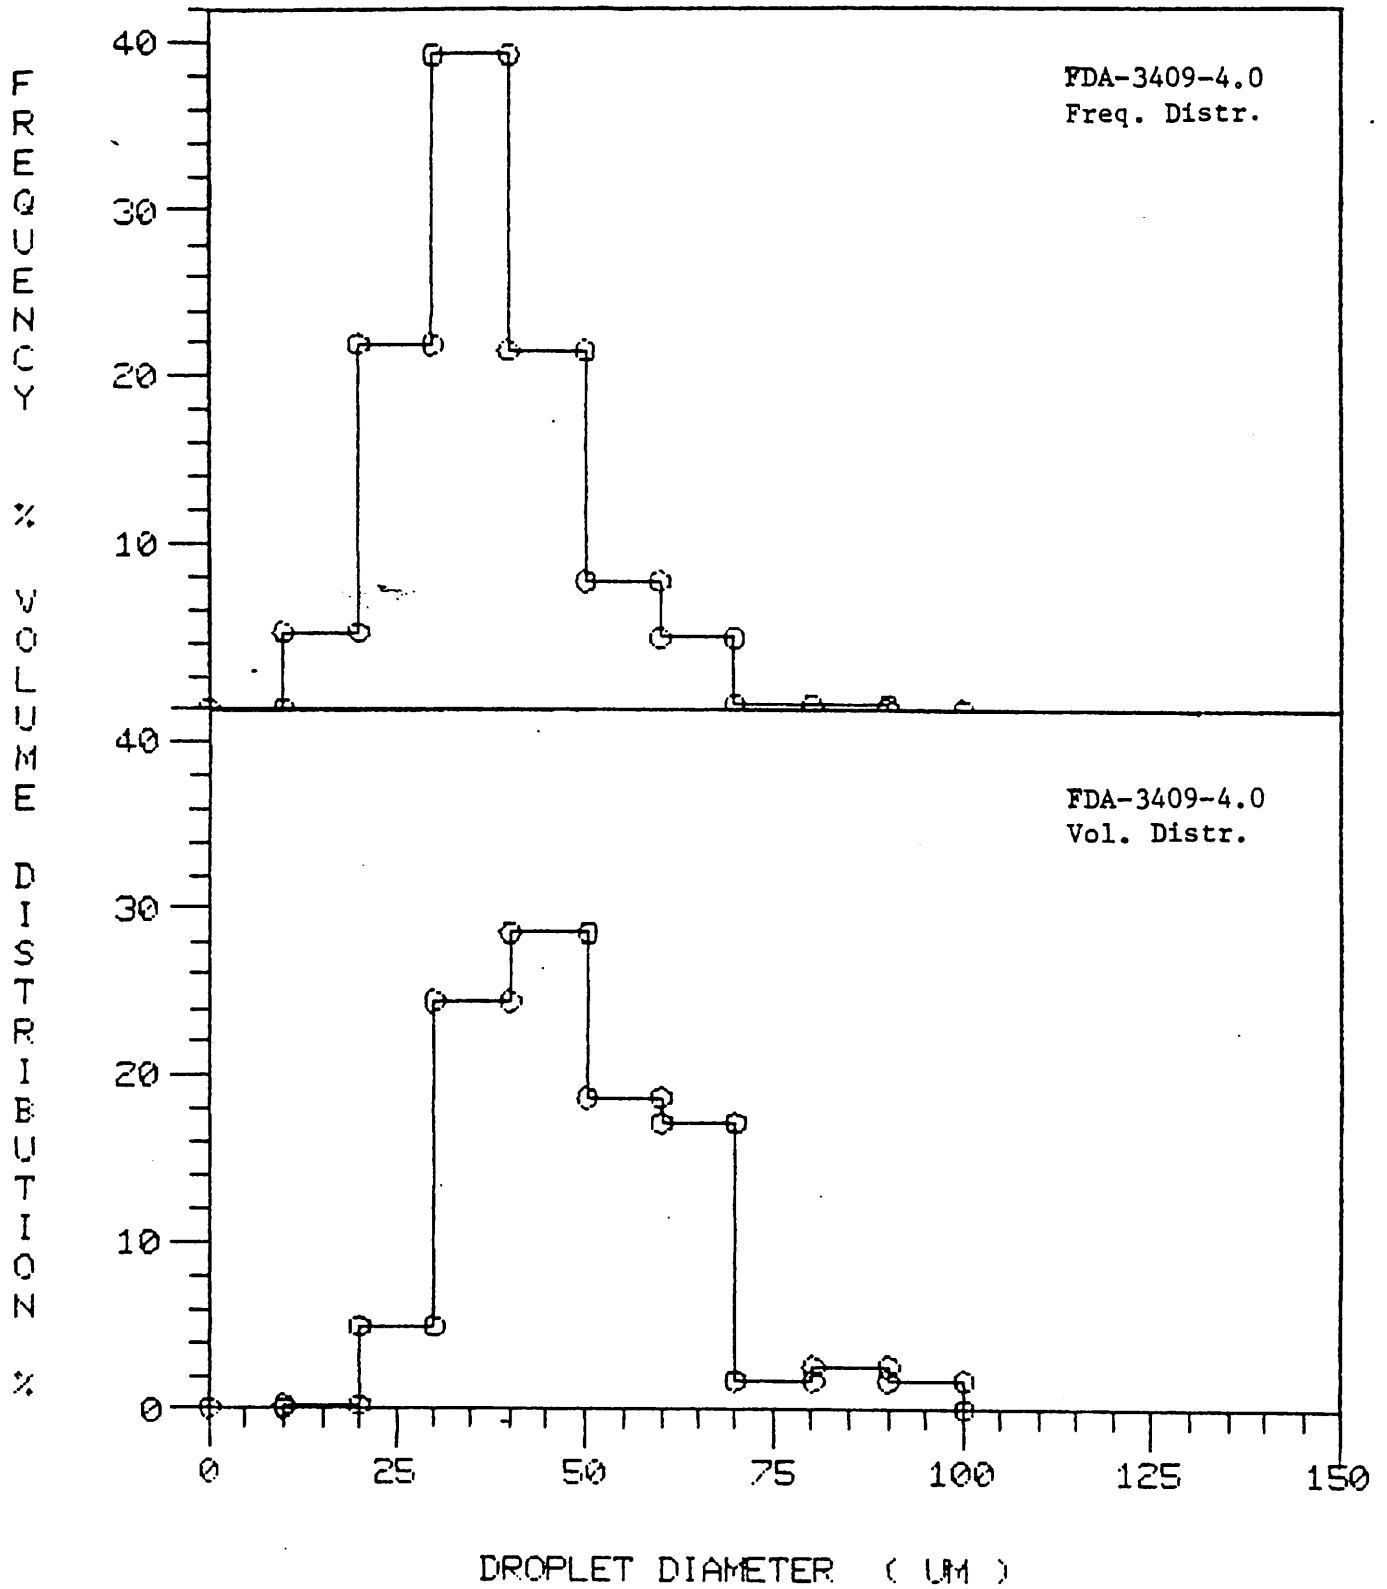 FREQUENCY % VOLUME DISTRIBUTION %
40
30
20
10
FDA-3409-4.0
Freq. Distr.
40
30
20
10
0
FDA-3409-4.0
Vol. Distr.
0 25 50 75 100 125 150
DROPLET DIAMETER ( UM )